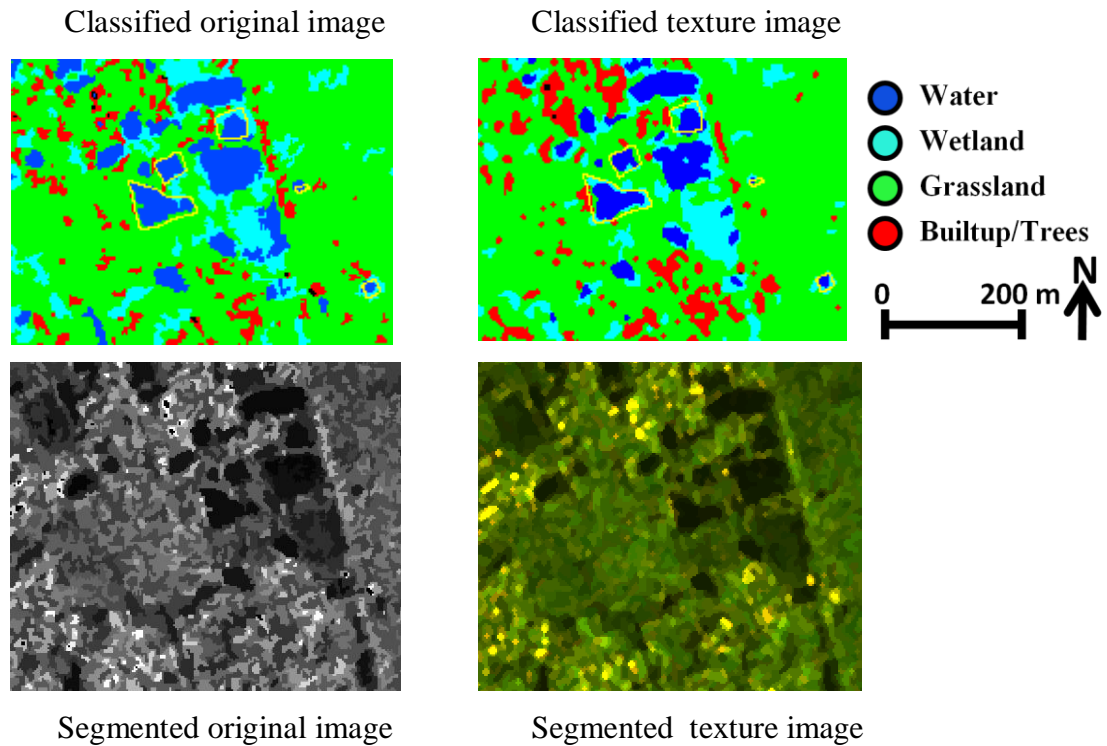 Classified original image
Classified texture image
Water
Wetland
Grassland
Builtup/Trees
N
0 200 m
Segmented original image
Segmented texture image